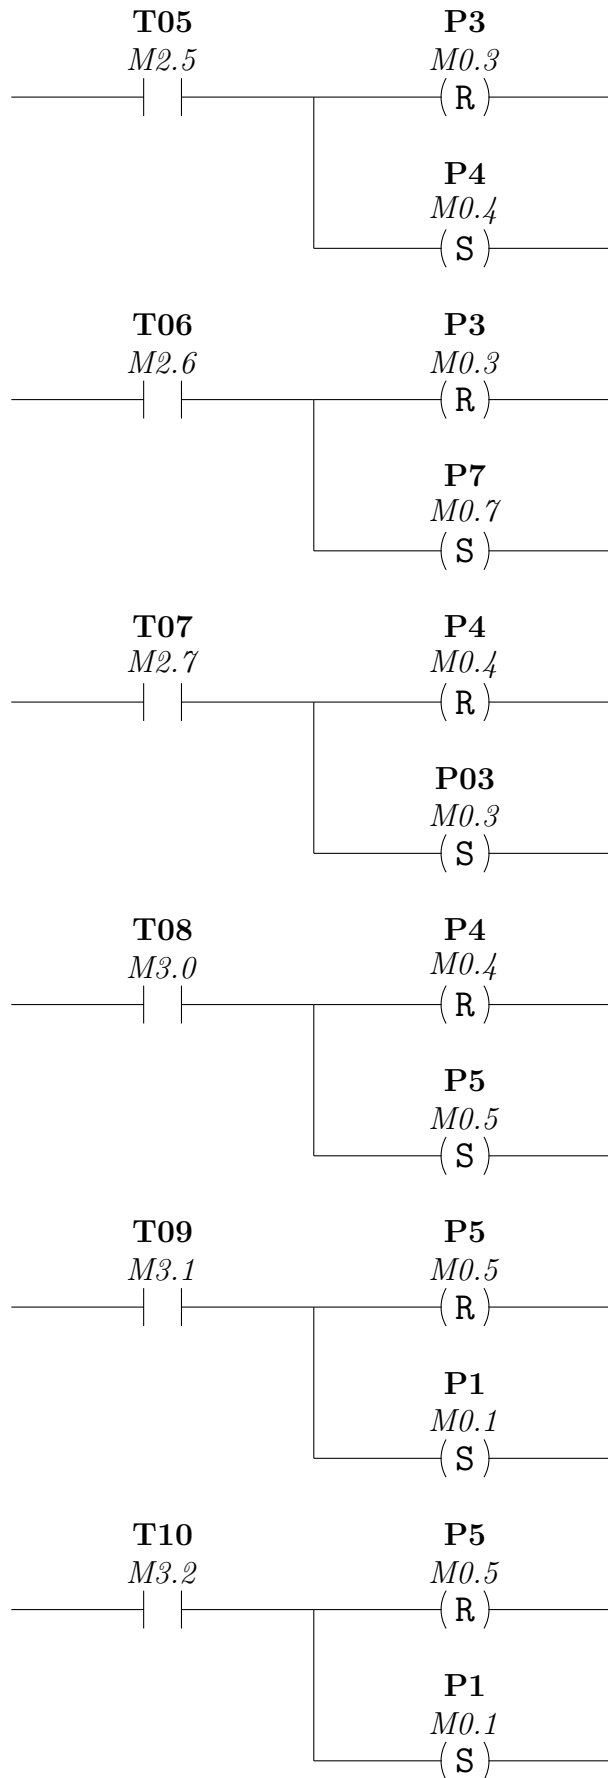 T05 P3
M2.5 M0.3
R
P4
M0.4
S
T06 P3
M2.6 M0.3
R
P7
M0.7
S
T07 P4
M2.7 M0.4
R
P03
M0.3
S
T08 P4
M3.0 M0.4
R
P5
M0.5
S
T09 P5
M3.1 M0.5
R
P1
M0.1
S
T10 P5
M3.2 M0.5
R
P1
M0.1
S